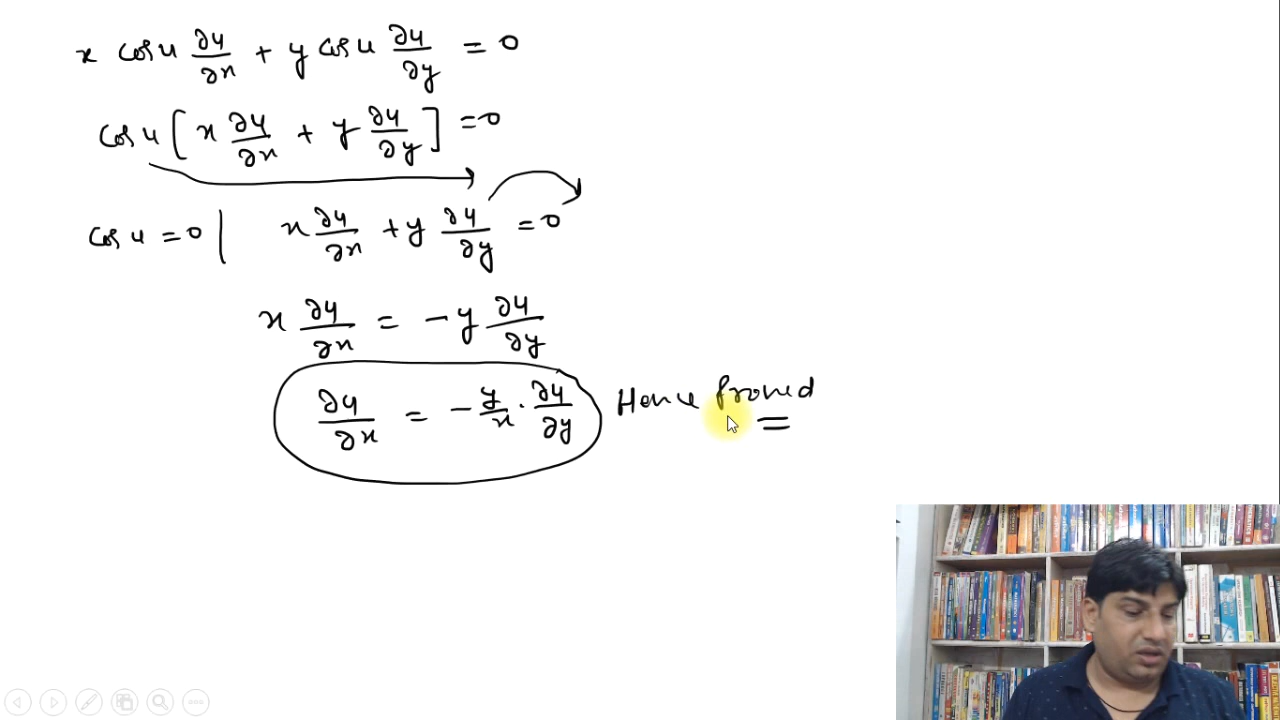 x cos u ∂u/∂x + y cos u ∂u/∂y = 0
cos u [ x ∂u/∂x + y ∂u/∂y ] = 0
cos u = 0 | x ∂u/∂x + y ∂u/∂y = 0
x ∂u/∂x = - y ∂u/∂y
∂u/∂x = - y/x · ∂u/∂y Hence Proved